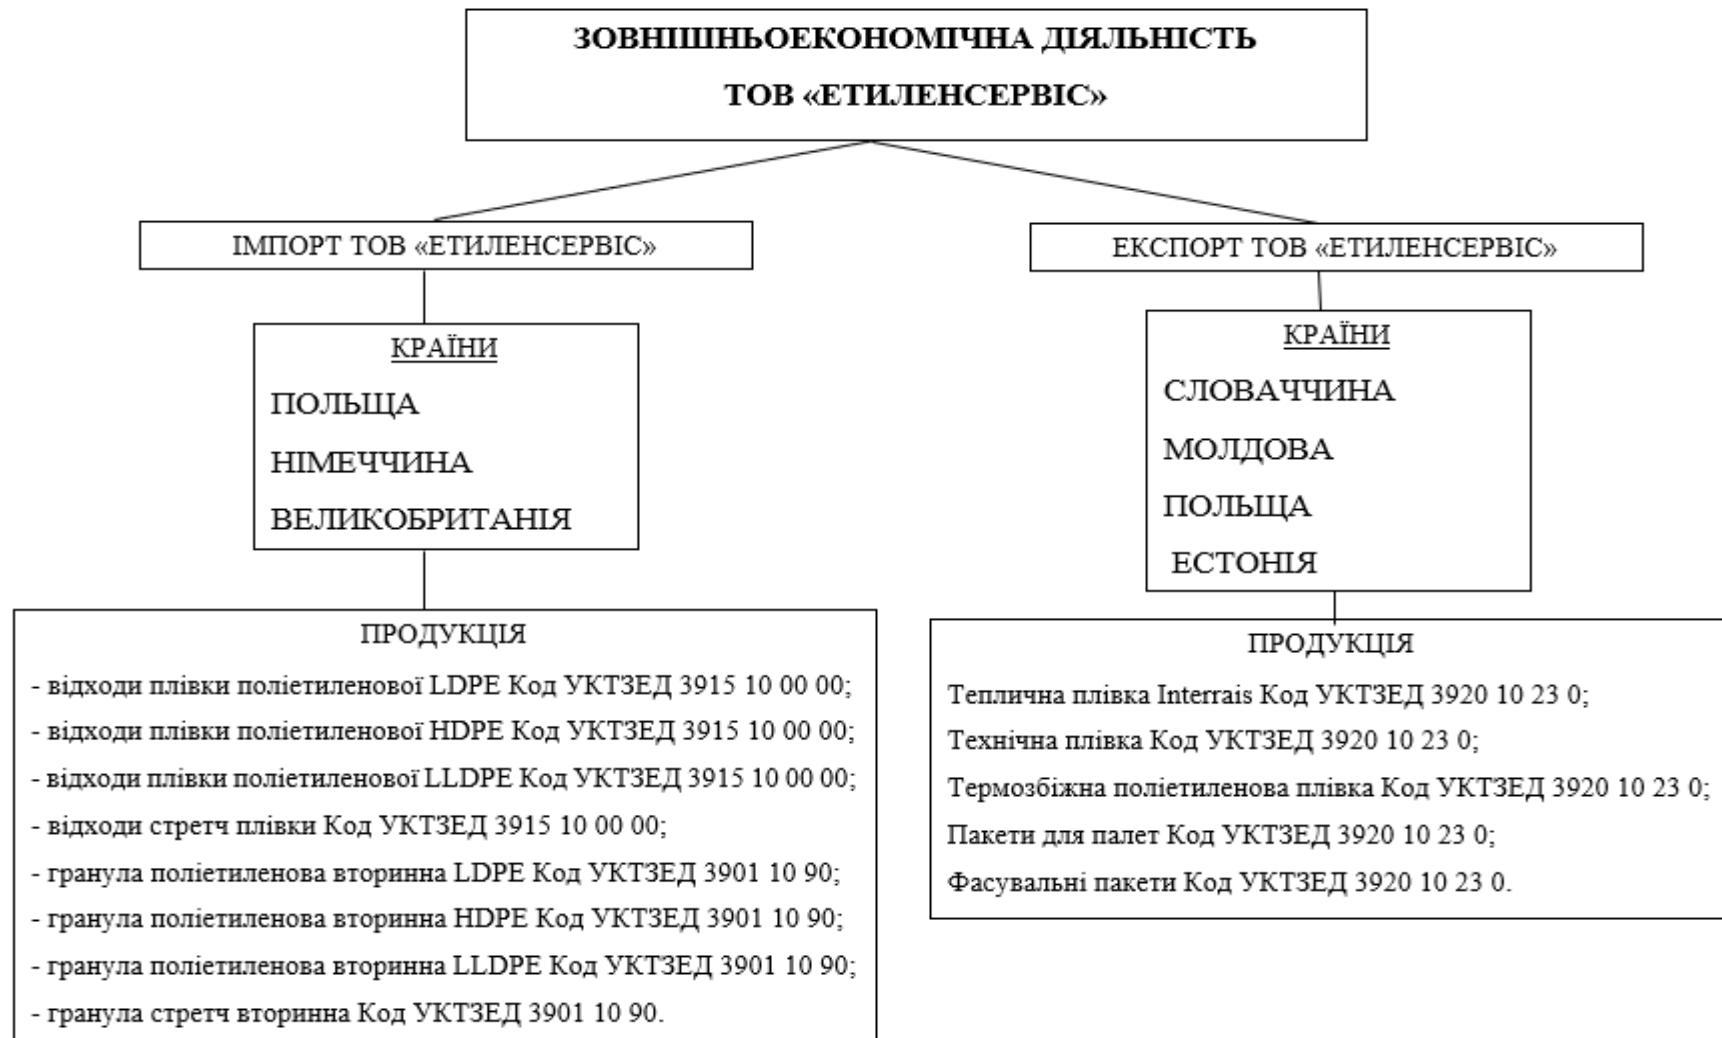 ЗОВНІШНЬОЕКОНОМІЧНА ДІЯЛЬНІСТЬ
ТОВ «ЕТИЛЕНСЕРВІС»
ІМПОРТ ТОВ «ЕТИЛЕНСЕРВІС»
КРАЇНИ
ПОЛЬЩА
НІМЕЧЧИНА
ВЕЛИКОБРИТАНІЯ
ПРОДУКЦІЯ
- відходи плівки поліетиленової LDPE Код УКТЗЕД 3915 10 00 00;
- відходи плівки поліетиленової HDPE Код УКТЗЕД 3915 10 00 00;
- відходи плівки поліетиленової LLDPE Код УКТЗЕД 3915 10 00 00;
- відходи стретч плівки Код УКТЗЕД 3915 10 00 00;
- гранула поліетиленова вторинна LDPE Код УКТЗЕД 3901 10 90;
- гранула поліетиленова вторинна HDPE Код УКТЗЕД 3901 10 90;
- гранула поліетиленова вторинна LLDPE Код УКТЗЕД 3901 10 90;
- гранула стретч вторинна Код УКТЗЕД 3901 10 90.
ЕКСПОРТ ТОВ «ЕТИЛЕНСЕРВІС»
КРАЇНИ
СЛОВАЧЧИНА
МОЛДОВА
ПОЛЬЩА
ЕСТОНІЯ
ПРОДУКЦІЯ
Теплична плівка Interrais Код УКТЗЕД 3920 10 23 0;
Технічна плівка Код УКТЗЕД 3920 10 23 0;
Термозбіжна поліетиленова плівка Код УКТЗЕД 3920 10 23 0;
Пакети для палет Код УКТЗЕД 3920 10 23 0;
Фасувальні пакети Код УКТЗЕД 3920 10 23 0.